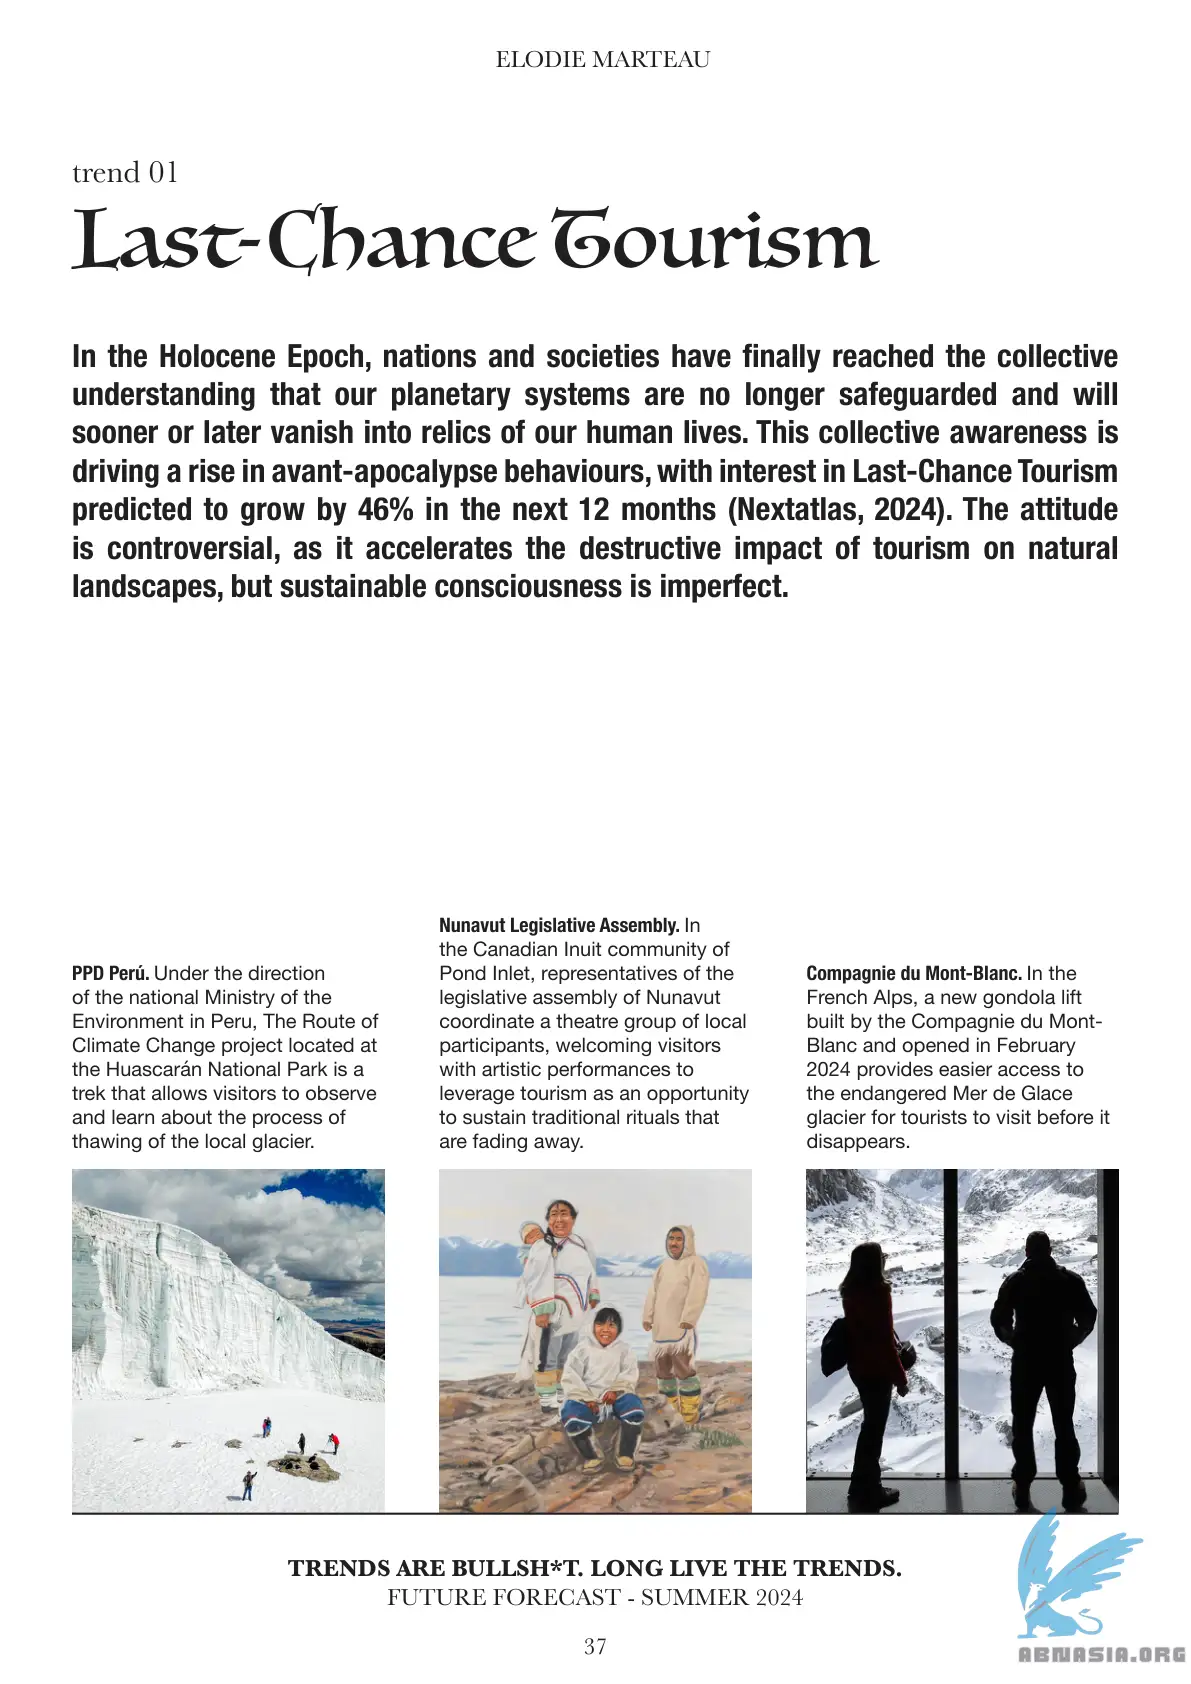 ELODIE MARTEAU
trend 01
Last-Chance Tourism
In the Holocene Epoch, nations and societies have finally reached the collective
understanding that our planetary systems are no longer safeguarded and will
sooner or later vanish into relics of our human lives. This collective awareness is
driving a rise in avant-apocalypse behaviours, with interest in Last-Chance Tourism
predicted to grow by 46% in the next 12 months (Nextatlas, 2024). The attitude
is controversial, as it accelerates the destructive impact of tourism on natural
landscapes, but sustainable consciousness is imperfect.
PPD Perú. Under the direction
of the national Ministry of the
Environment in Peru, The Route of
Climate Change project located at
the Huascarán National Park is a
trek that allows visitors to observe
and learn about the process of
thawing of the local glacier.
Nunavut Legislative Assembly. In
the Canadian Inuit community of
Pond Inlet, representatives of the
legislative assembly of Nunavut
coordinate a theatre group of local
participants, welcoming visitors
with artistic performances to
leverage tourism as an opportunity
to sustain traditional rituals that
are fading away.
Compagnie du Mont-Blanc. In the
French Alps, a new gondola lift
built by the Compagnie du Mont-
Blanc and opened in February
2024 provides easier access to
the endangered Mer de Glace
glacier for tourists to visit before it
disappears.
TRENDS ARE BULLSH*T. LONG LIVE THE TRENDS.
FUTURE FORECAST - SUMMER 2024
37
ABNASIA.ORG